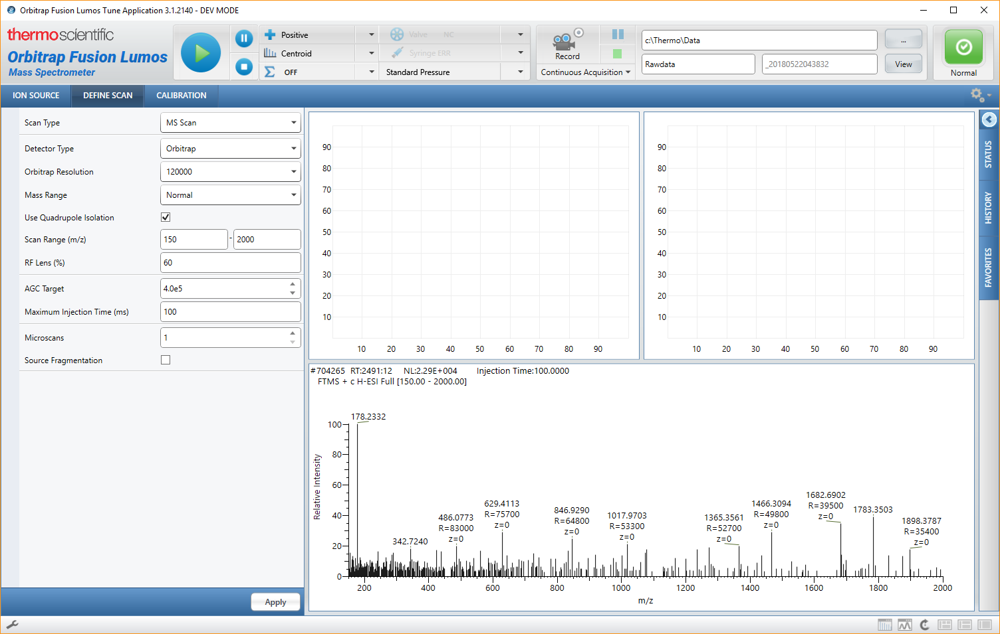 Orbitrap Fusion Lumos Tune Application 3.1.2140 - DEV MODE
thermoscientific
Orbitrap Fusion Lumos
Mass Spectrometer
Positive
Centroid
OFF
Valve NC
Syringe ERR
Standard Pressure
Record
Continuous Acquisition
c:\Thermo\Data
...
Rawdata
_20180522043832
View
Normal
ION SOURCE
DEFINE SCAN
CALIBRATION
Scan Type
MS Scan
Detector Type
Orbitrap
Orbitrap Resolution
120000
Mass Range
Normal
Use Quadrupole Isolation
Scan Range (m/z)
150 - 2000
RF Lens (%)
60
AGC Target
4.0e5
Maximum Injection Time (ms)
100
Microscans
1
Source Fragmentation
Apply
90
80
70
60
50
40
30
20
10
10 20 30 40 50 60 70 80 90
90
80
70
60
50
40
30
20
10
10 20 30 40 50 60 70 80 90
STATUS
HISTORY
FAVORITES
#704265 RT:2491:12 NL:2.29E+004 Injection Time:100.0000
FTMS + c H-ESI Full [150.00 - 2000.00]
Relative Intensity
100
80
60
40
20
0
178.2332
342.7240
486.0773
R=83000
z=0
629.4113
R=75700
z=0
846.9290
R=64800
z=0
1017.9703
R=53300
z=0
1365.3561
R=52700
z=0
1466.3094
R=49800
z=0
1682.6902
R=39500
z=0
1783.3503
1898.3787
R=35400
z=0
200 400 600 800 1000 1200 1400 1600 1800 2000
m/z